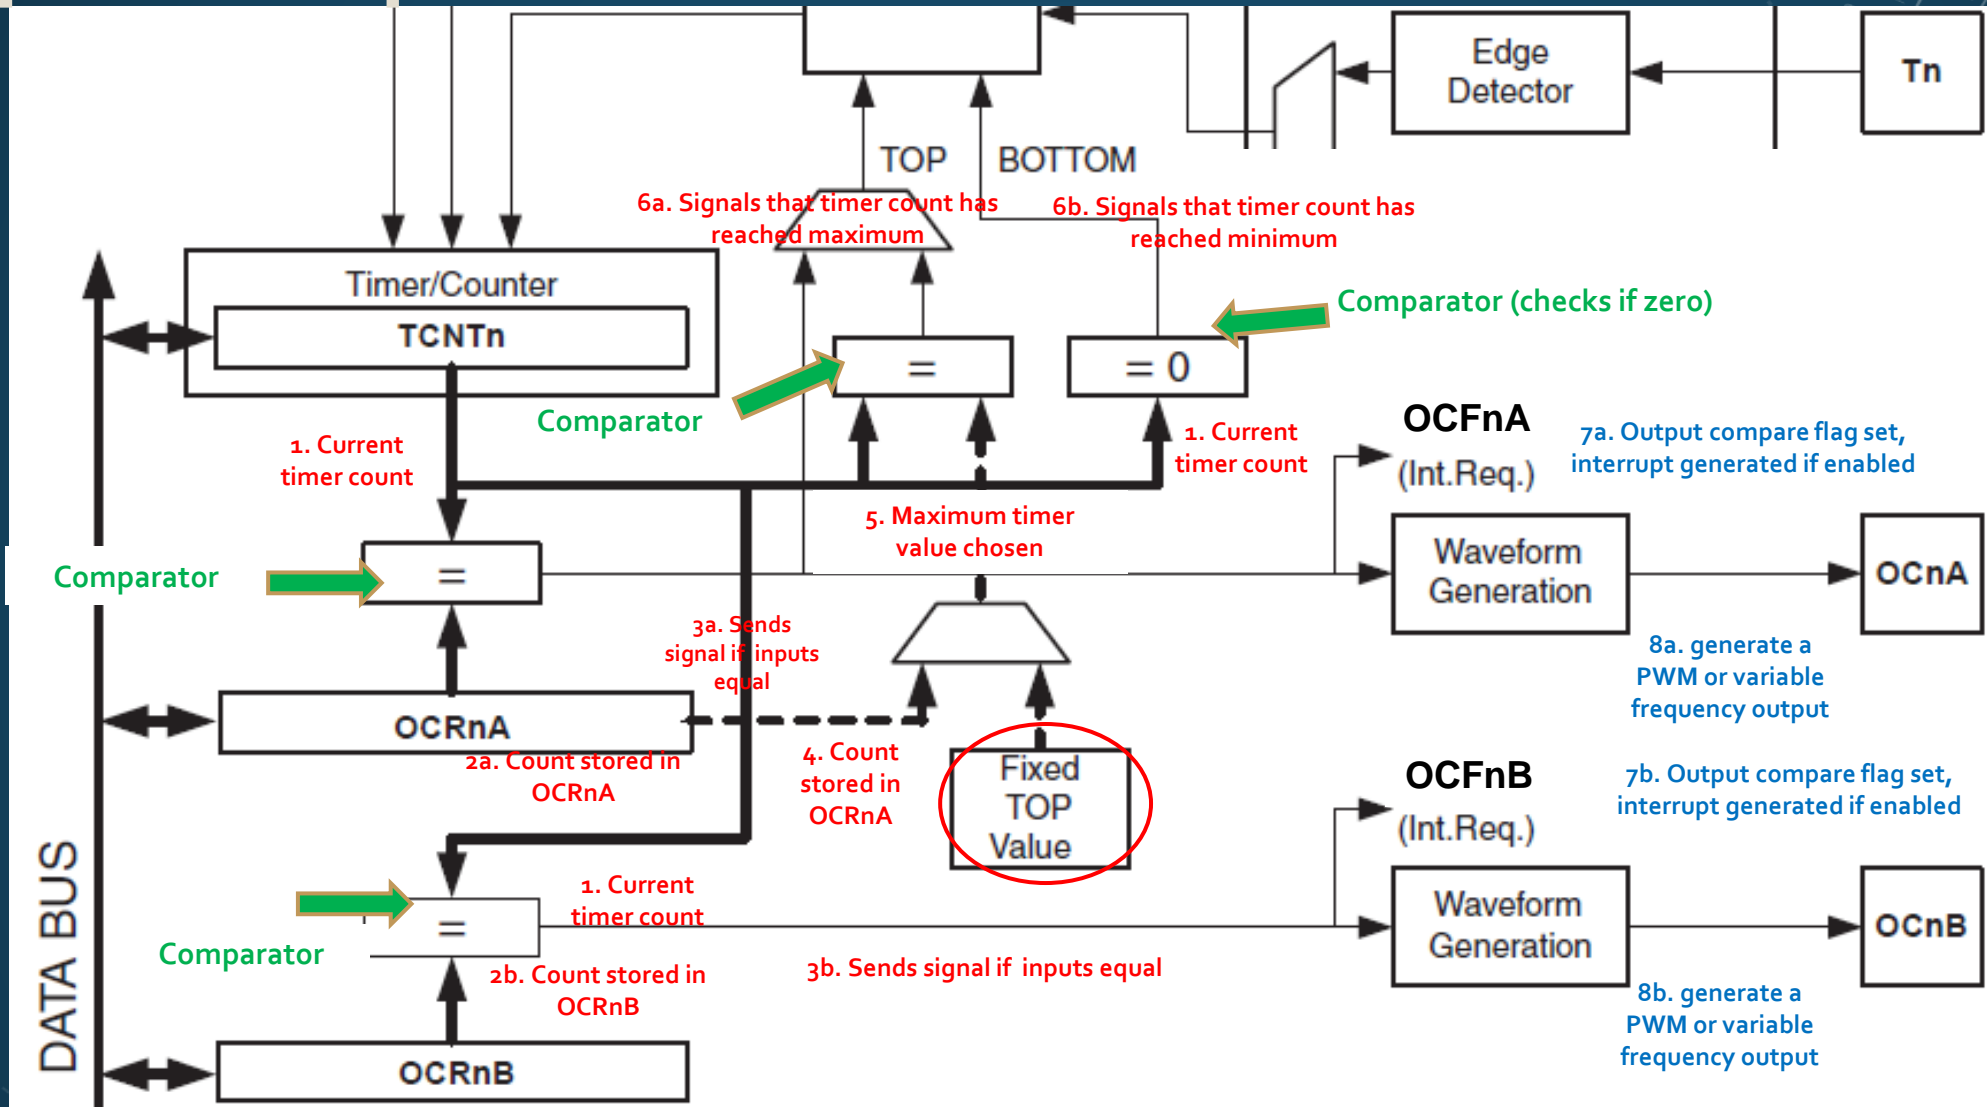 Edge
Detector
Tn
TOP
BOTTOM
6a. Signals that timer count has
reached maximum
6b. Signals that timer count has
reached minimum
Timer/Counter
TCNTn
Comparator (checks if zero)
=
= 0
Comparator
1. Current
timer count
1. Current
timer count
OCFnA
(Int.Req.)
7a. Output compare flag set,
interrupt generated if enabled
5. Maximum timer
value chosen
Comparator
=
Waveform
Generation
OCnA
3a. Sends
signal if inputs
equal
8a. generate a
PWM or variable
frequency output
OCRnA
2a. Count stored in
OCRnA
4. Count
stored in
OCRnA
Fixed
TOP
Value
OCFnB
(Int.Req.)
7b. Output compare flag set,
interrupt generated if enabled
DATA BUS
1. Current
timer count
=
Comparator
Waveform
Generation
OCnB
2b. Count stored in
OCRnB
3b. Sends signal if inputs equal
8b. generate a
PWM or variable
frequency output
OCRnB